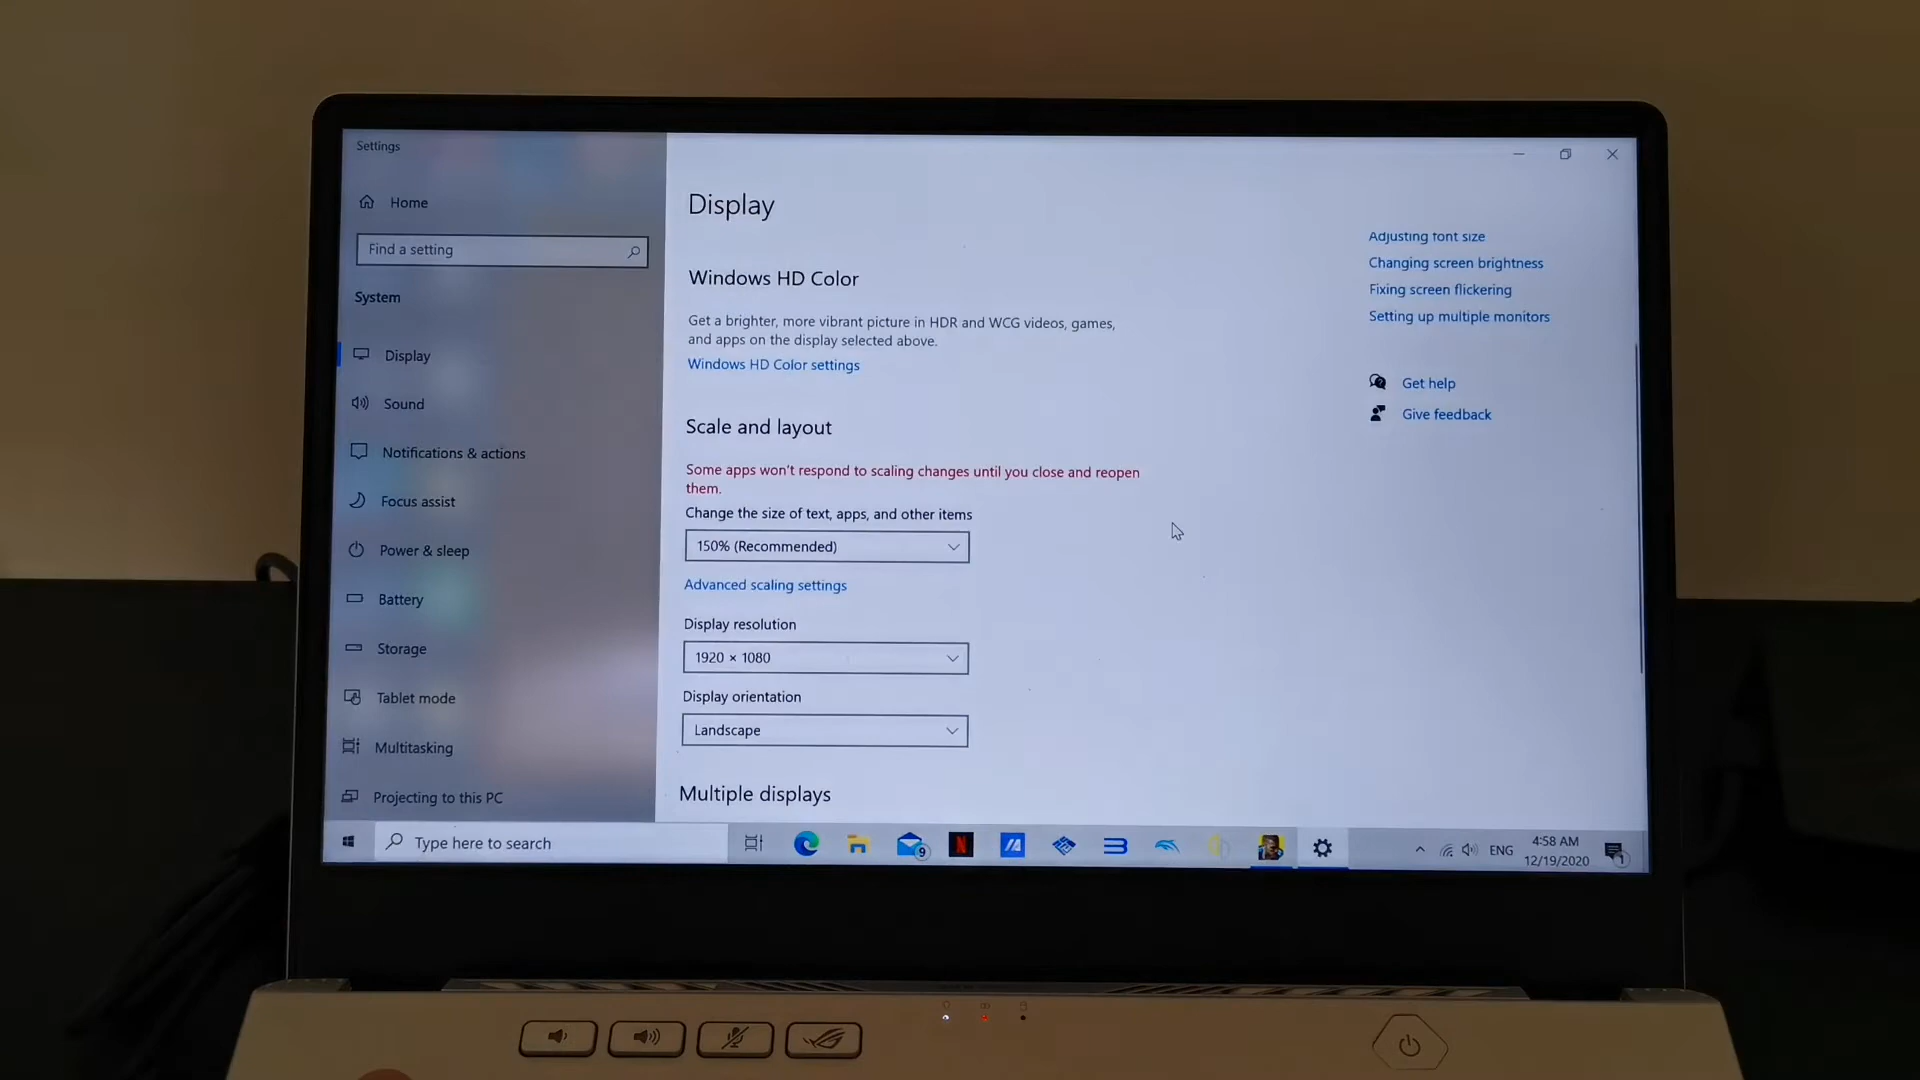 Settings
Home
Find a setting
System
Display
Sound
Notifications & actions
Focus assist
Power & sleep
Battery
Storage
Tablet mode
Multitasking
Projecting to this PC
Display
Windows HD Color
Get a brighter, more vibrant picture in HDR and WCG videos, games,
and apps on the display selected above.
Windows HD Color settings
Scale and layout
Some apps won't respond to scaling changes until you close and reopen
them.
Change the size of text, apps, and other items
150% (Recommended)
Advanced scaling settings
Display resolution
1920 × 1080
Display orientation
Landscape
Multiple displays
Adjusting font size
Changing screen brightness
Fixing screen flickering
Setting up multiple monitors
Get help
Give feedback
Type here to search
9
N
ENG
4:58 AM
12/19/2020
1